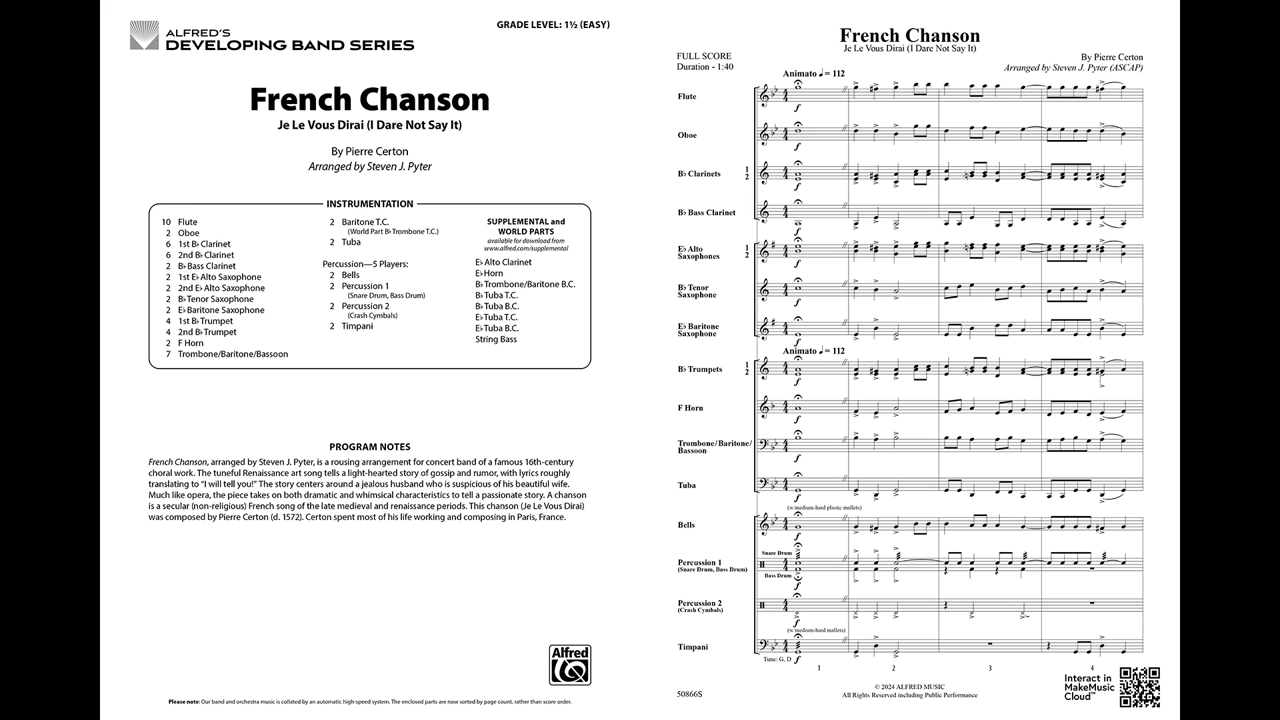 ALFRED'S
DEVELOPING BAND SERIES
GRADE LEVEL: 1½ (EASY)
French Chanson
Je Le Vous Dirai (I Dare Not Say It)
By Pierre Certon
Arranged by Steven J. Pyter
INSTRUMENTATION
10 Flute
2 Oboe
6 1st B♭ Clarinet
6 2nd B♭ Clarinet
2 B♭ Bass Clarinet
2 1st E♭ Alto Saxophone
2 2nd E♭ Alto Saxophone
2 B♭ Tenor Saxophone
2 E♭ Baritone Saxophone
4 1st B♭ Trumpet
4 2nd B♭ Trumpet
2 F Horn
7 Trombone/Baritone/Bassoon
2 Baritone T.C.
(World Part B♭ Trombone T.C.)
2 Tuba
Percussion—5 Players:
2 Bells
2 Percussion 1
(Snare Drum, Bass Drum)
2 Percussion 2
(Crash Cymbals)
2 Timpani
SUPPLEMENTAL and
WORLD PARTS
available for download from
www.alfred.com/supplemental
E♭ Alto Clarinet
E♭ Horn
B♭ Trombone/Baritone B.C.
B♭ Tuba T.C.
B♭ Tuba B.C.
E♭ Tuba T.C.
E♭ Tuba B.C.
String Bass
PROGRAM NOTES
French Chanson, arranged by Steven J. Pyter, is a rousing arrangement for concert band of a famous 16th-century
choral work. The tuneful Renaissance art song tells a light-hearted story of gossip and rumor, with lyrics roughly
translating to "I will tell you!" The story centers around a jealous husband who is suspicious of his beautiful wife.
Much like opera, the piece takes on both dramatic and whimsical characteristics to tell a passionate story. A chanson
is a secular (non-religious) French song of the late medieval and renaissance periods. This chanson (Je Le Vous Dirai)
was composed by Pierre Certon (d. 1572). Certon spent most of his life working and composing in Paris, France.
Alfred
Please note: Our band and orchestra music is collated by an automatic high-speed system. The enclosed parts are now sorted by page count, rather than score order.
French Chanson
Je Le Vous Dirai (I Dare Not Say It)
FULL SCORE
Duration - 1:40
By Pierre Certon
Arranged by Steven J. Pyter (ASCAP)
Animato ♩ = 112
Flute
Oboe
B♭ Clarinets 1 2
B♭ Bass Clarinet
E♭ Alto
Saxophones 1 2
B♭ Tenor
Saxophone
E♭ Baritone
Saxophone
Animato ♩ = 112
B♭ Trumpets 1 2
F Horn
Trombone/Baritone/
Bassoon
Tuba
(w/medium-hard plastic mallets)
Bells
Snare Drum
Percussion 1
(Snare Drum, Bass Drum)
Bass Drum
Percussion 2
(Crash Cymbals)
(w/medium-hard mallets)
Timpani
Tune: G, D
1 2 3 4
50866S
© 2024 ALFRED MUSIC
All Rights Reserved including Public Performance
Interact in
MakeMusic
Cloud™